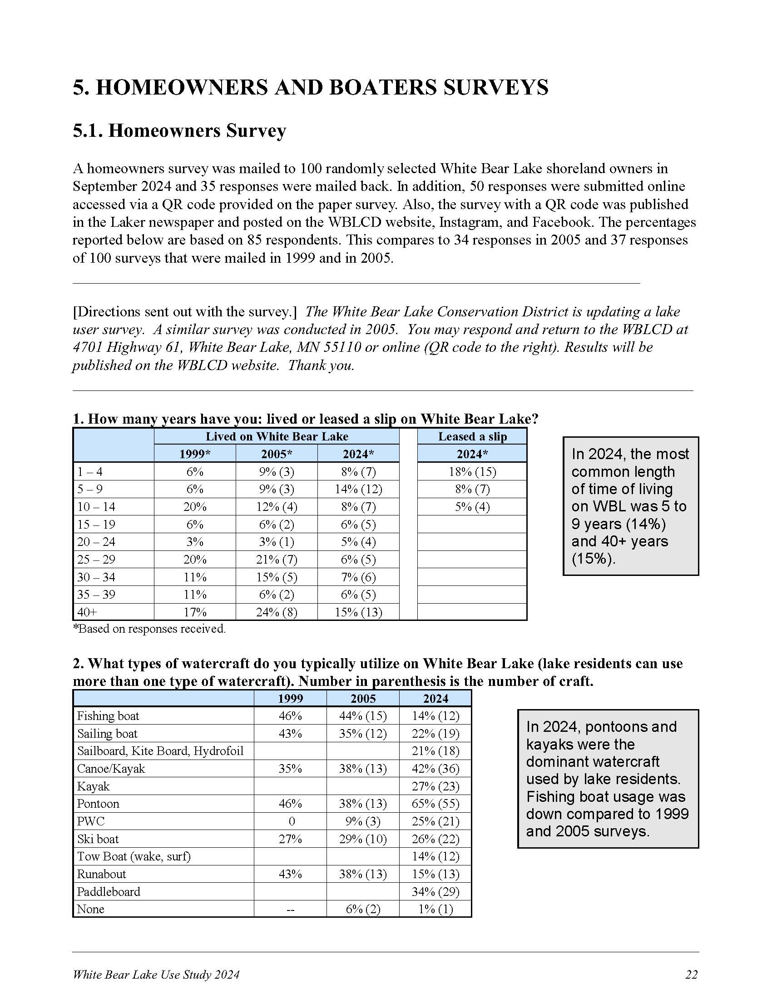 5. HOMEOWNERS AND BOATERS SURVEYS
5.1. Homeowners Survey
A homeowners survey was mailed to 100 randomly selected White Bear Lake shoreland owners in
September 2024 and 35 responses were mailed back. In addition, 50 responses were submitted online
accessed via a QR code provided on the paper survey. Also, the survey with a QR code was published
in the Laker newspaper and posted on the WBLCD website, Instagram, and Facebook. The percentages
reported below are based on 85 respondents. This compares to 34 responses in 2005 and 37 responses
of 100 surveys that were mailed in 1999 and in 2005.
[Directions sent out with the survey.]  The White Bear Lake Conservation District is updating a lake
user survey.  A similar survey was conducted in 2005.  You may respond and return to the WBLCD at
4701 Highway 61, White Bear Lake, MN 55110 or online (QR code to the right). Results will be
published on the WBLCD website.  Thank you.
1. How many years have you: lived or leased a slip on White Bear Lake?
Lived on White Bear Lake Leased a slip
1999* 2005* 2024* 2024*
1 – 4 6% 9% (3) 8% (7) 18% (15)
5 – 9 6% 9% (3) 14% (12) 8% (7)
10 – 14 20% 12% (4) 8% (7) 5% (4)
15 – 19 6% 6% (2) 6% (5)
20 – 24 3% 3% (1) 5% (4)
25 – 29 20% 21% (7) 6% (5)
30 – 34 11% 15% (5) 7% (6)
35 – 39 11% 6% (2) 6% (5)
40+ 17% 24% (8) 15% (13)
*Based on responses received.
In 2024, the most
common length
of time of living
on WBL was 5 to
9 years (14%)
and 40+ years
(15%).
2. What types of watercraft do you typically utilize on White Bear Lake (lake residents can use
more than one type of watercraft). Number in parenthesis is the number of craft.
1999 2005 2024
Fishing boat 46% 44% (15) 14% (12)
Sailing boat 43% 35% (12) 22% (19)
Sailboard, Kite Board, Hydrofoil 21% (18)
Canoe/Kayak 35% 38% (13) 42% (36)
Kayak 27% (23)
Pontoon 46% 38% (13) 65% (55)
PWC 0 9% (3) 25% (21)
Ski boat 27% 29% (10) 26% (22)
Tow Boat (wake, surf) 14% (12)
Runabout 43% 38% (13) 15% (13)
Paddleboard 34% (29)
None -- 6% (2) 1% (1)
In 2024, pontoons and
kayaks were the
dominant watercraft
used by lake residents.
Fishing boat usage was
down compared to 1999
and 2005 surveys.
White Bear Lake Use Study 2024 22